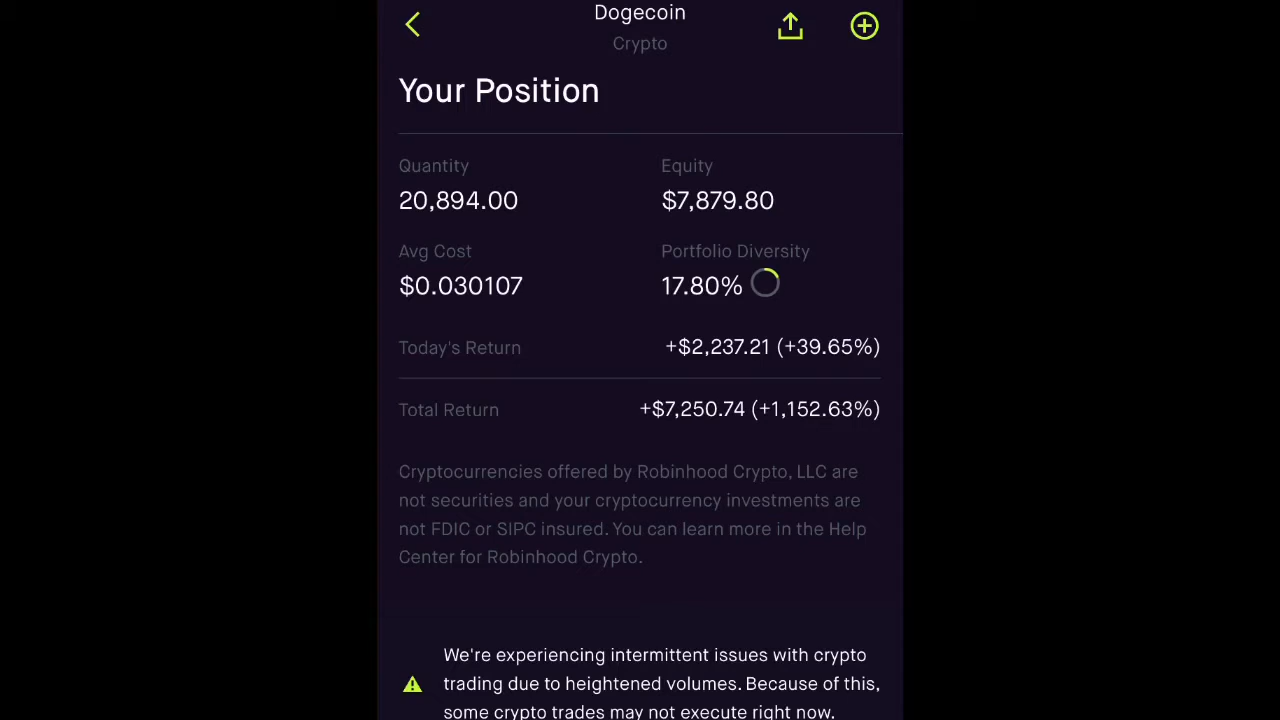 Dogecoin
Crypto
Your Position
Quantity
Equity
20,894.00
$7,879.80
Avg Cost
Portfolio Diversity
$0.030107
17.80%
Today's Return
+$2,237.21 (+39.65%)
Total Return
+$7,250.74 (+1,152.63%)
Cryptocurrencies offered by Robinhood Crypto, LLC are
not securities and your cryptocurrency investments are
not FDIC or SIPC insured. You can learn more in the Help
Center for Robinhood Crypto.
We're experiencing intermittent issues with crypto
trading due to heightened volumes. Because of this,
some crypto trades may not execute right now.